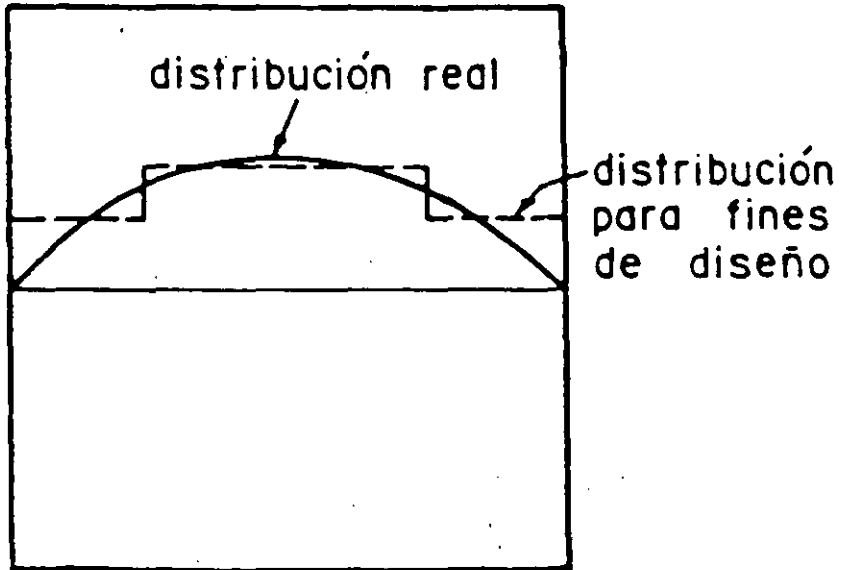 distribución real
distribución
para fines
de diseño